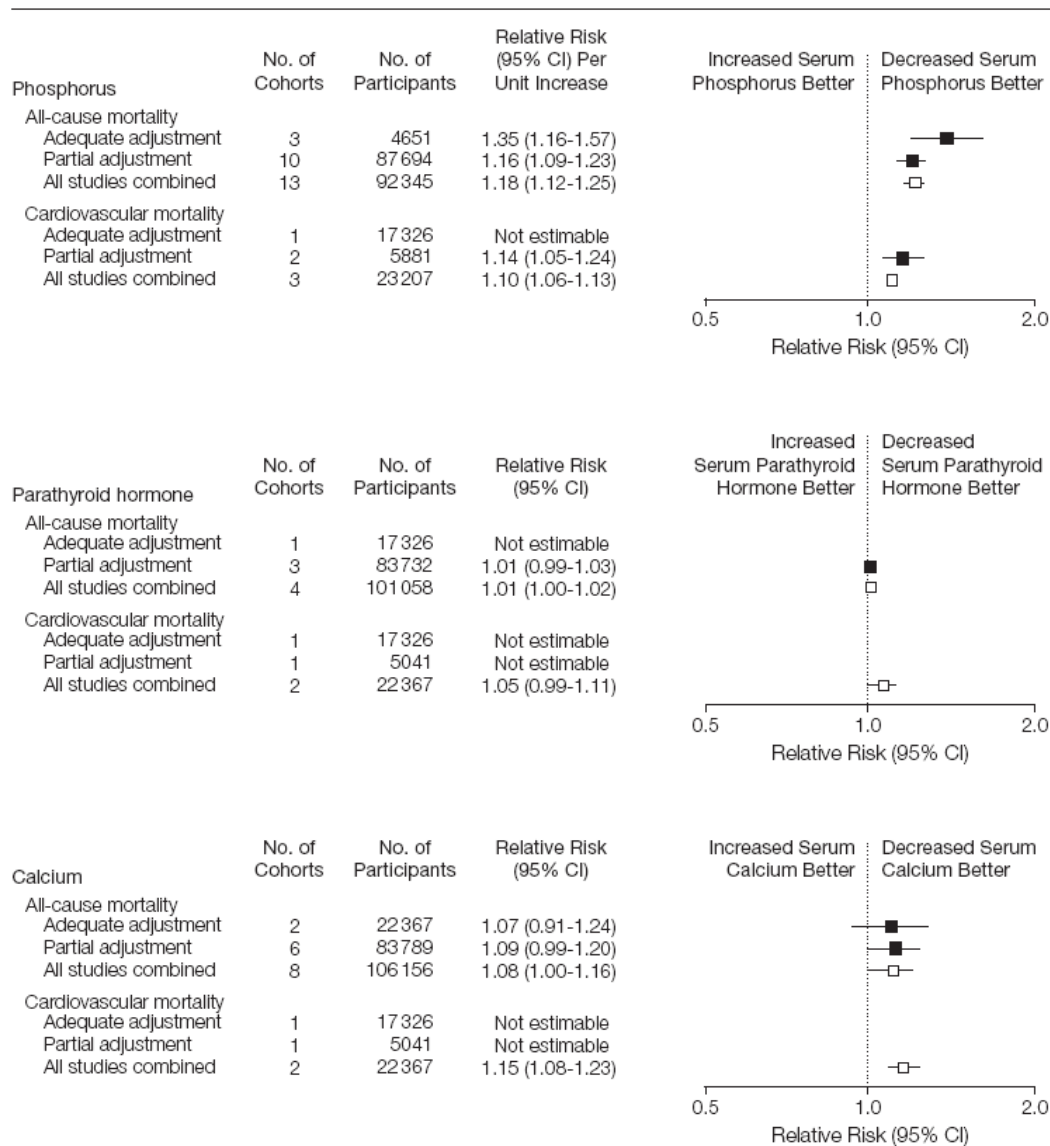 Phosphorus No. of Cohorts No. of Participants Relative Risk (95% CI) Per Unit Increase Increased Serum Phosphorus Better Decreased Serum Phosphorus Better
All-cause mortality
Adequate adjustment 3 4651 1.35 (1.16-1.57)
Partial adjustment 10 87694 1.16 (1.09-1.23)
All studies combined 13 92345 1.18 (1.12-1.25)
Cardiovascular mortality
Adequate adjustment 1 17326 Not estimable
Partial adjustment 2 5881 1.14 (1.05-1.24)
All studies combined 3 23207 1.10 (1.06-1.13)
0.5 1.0 2.0
Relative Risk (95% CI)
Parathyroid hormone No. of Cohorts No. of Participants Relative Risk (95% CI) Increased Serum Parathyroid Hormone Better Decreased Serum Parathyroid Hormone Better
All-cause mortality
Adequate adjustment 1 17326 Not estimable
Partial adjustment 3 83732 1.01 (0.99-1.03)
All studies combined 4 101058 1.01 (1.00-1.02)
Cardiovascular mortality
Adequate adjustment 1 17326 Not estimable
Partial adjustment 1 5041 Not estimable
All studies combined 2 22367 1.05 (0.99-1.11)
0.5 1.0 2.0
Relative Risk (95% CI)
Calcium No. of Cohorts No. of Participants Relative Risk (95% CI) Increased Serum Calcium Better Decreased Serum Calcium Better
All-cause mortality
Adequate adjustment 2 22367 1.07 (0.91-1.24)
Partial adjustment 6 83789 1.09 (0.99-1.20)
All studies combined 8 106156 1.08 (1.00-1.16)
Cardiovascular mortality
Adequate adjustment 1 17326 Not estimable
Partial adjustment 1 5041 Not estimable
All studies combined 2 22367 1.15 (1.08-1.23)
0.5 1.0 2.0
Relative Risk (95% CI)